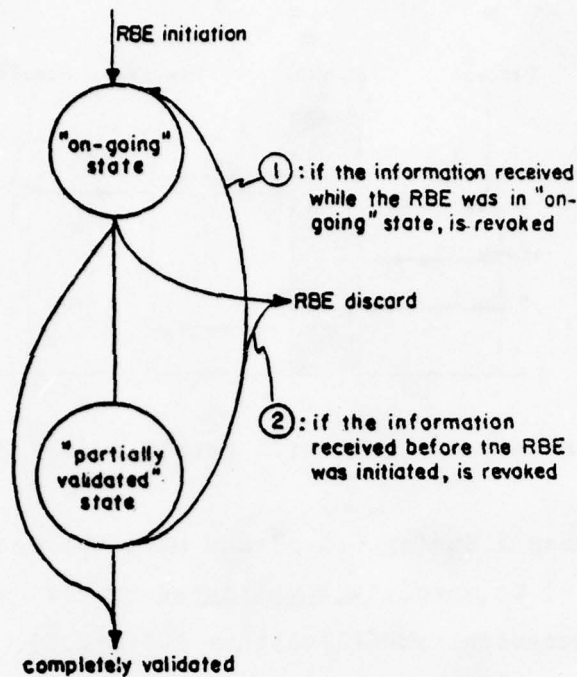 RBE initiation
"on-going"
state
1 : if the information received
while the RBE was in "on-
going" state, is revoked
RBE discard
2 : if the information
received before the RBE
was initiated, is revoked
"partially
validated"
state
completely validated